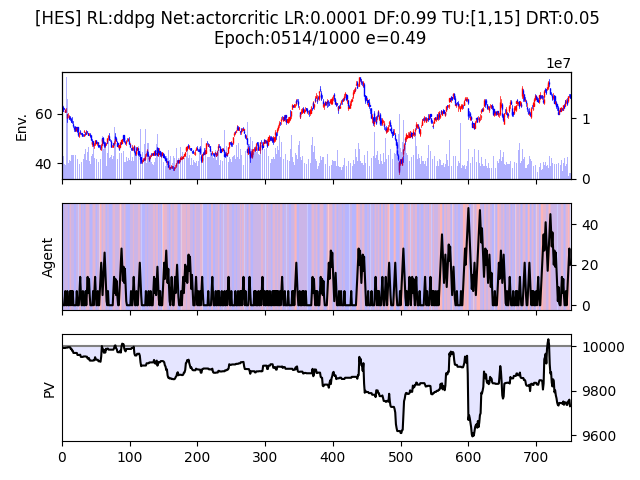 [HES] RL:ddpg Net:actorcritic LR:0.0001 DF:0.99 TU:[1,15] DRT:0.05
Epoch:0514/1000 e=0.49
1e7
60
40
Env.
1
0
Agent
40
20
0
PV
10000
9800
9600
0 100 200 300 400 500 600 700